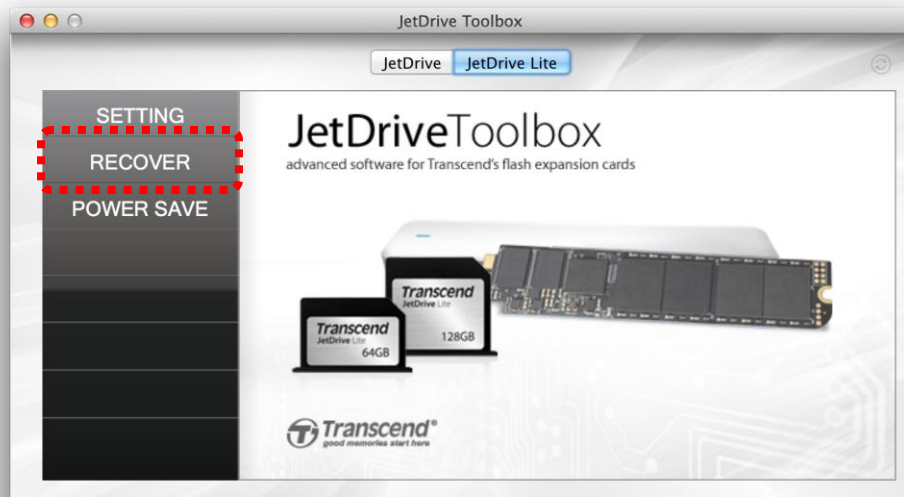 JetDrive Toolbox
JetDrive JetDrive Lite
SETTING
RECOVER
POWER SAVE
JetDriveToolbox
advanced software for Transcend's flash expansion cards
Transcend
JetDrive Lite
128GB
Transcend
JetDrive Lite
64GB
Transcend®
good memories start here